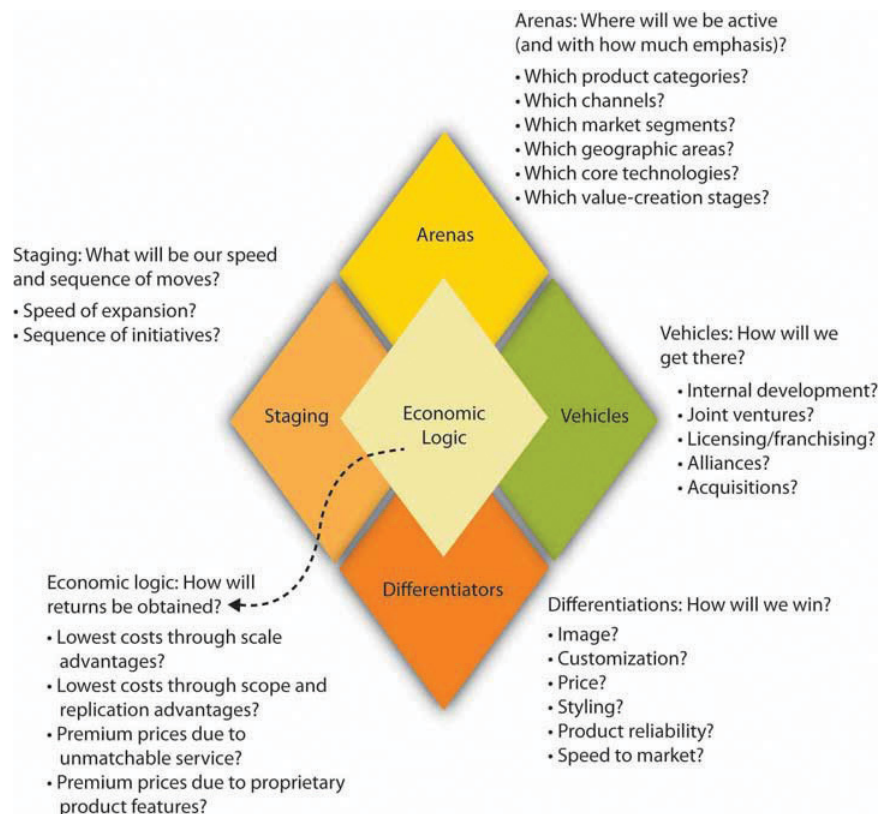 Arenas: Where will we be active
(and with how much emphasis)?
• Which product categories?
• Which channels?
• Which market segments?
• Which geographic areas?
• Which core technologies?
• Which value-creation stages?
Arenas
Staging: What will be our speed
and sequence of moves?
• Speed of expansion?
• Sequence of initiatives?
Vehicles: How will we
get there?
• Internal development?
• Joint ventures?
• Licensing/franchising?
• Alliances?
• Acquisitions?
Staging
Economic
Logic
Vehicles
Differentiators
Economic logic: How will
returns be obtained?
• Lowest costs through scale
advantages?
• Lowest costs through scope and
replication advantages?
• Premium prices due to
unmatchable service?
• Premium prices due to proprietary
product features?
Differentiations: How will we win?
• Image?
• Customization?
• Price?
• Styling?
• Product reliability?
• Speed to market?